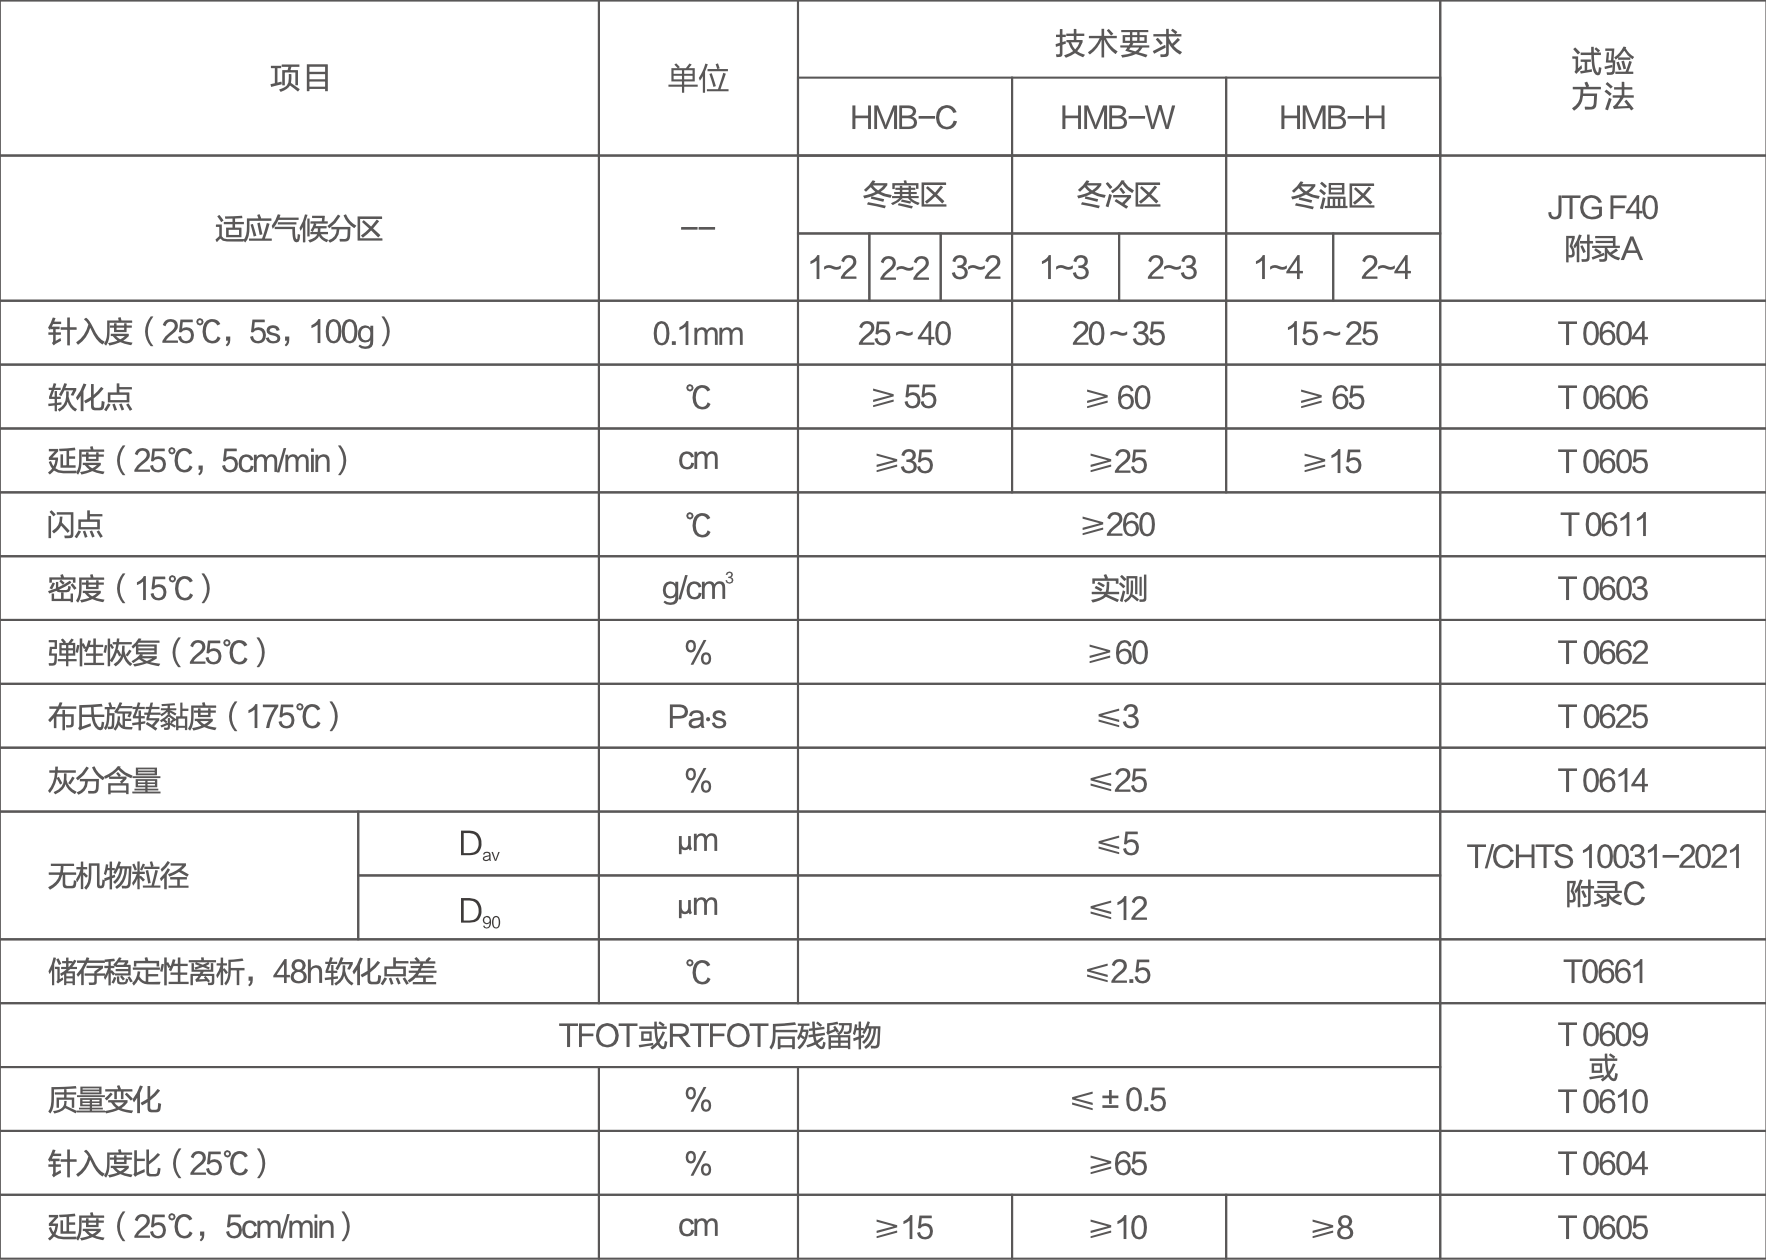 项目 单位 技术要求 试验
方法
HMB-C HMB-W HMB-H
适应气候分区 -- 冬寒区 冬冷区 冬温区 JTG F40
附录A
1~2 2~2 3~2 1~3 2~3 1~4 2~4
针入度（25℃，5s，100g） 0.1mm 25~40 20~35 15~25 T 0604
软化点 ℃ ⩾ 55 ⩾ 60 ⩾ 65 T 0606
延度（25℃，5cm/min） cm ⩾35 ⩾25 ⩾15 T 0605
闪点 ℃ ⩾260 T 0611
密度（15℃） g/cm³ 实测 T 0603
弹性恢复（25℃） % ⩾60 T 0662
布氏旋转黏度（175℃） Pa·s ⩽3 T 0625
灰分含量 % ⩽25 T 0614
无机物粒径 Dav μm ⩽5 T/CHTS 10031-2021
附录C
D90 μm ⩽12
储存稳定性离析，48h软化点差 ℃ ⩽2.5 T0661
TFOT或RTFOT后残留物 T 0609
或
T 0610
质量变化 % ⩽ ± 0.5
针入度比（25℃） % ⩾65 T 0604
延度（25℃，5cm/min） cm ⩾15 ⩾10 ⩾8 T 0605